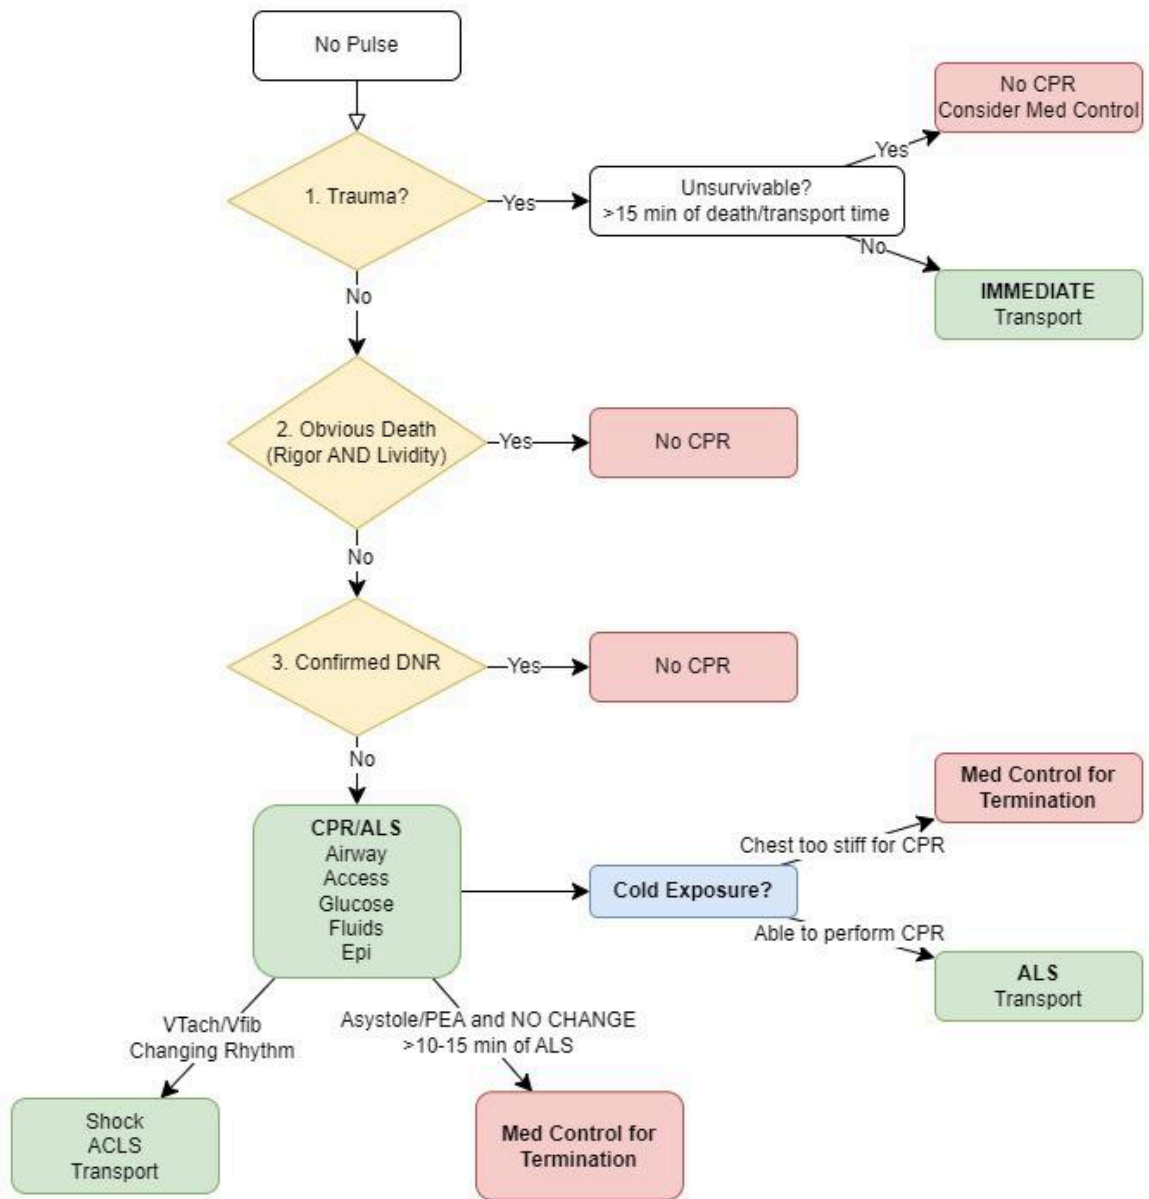 No Pulse
1. Trauma?
Yes
Unsurvivable?
>15 min of death/transport time
Yes
No CPR
Consider Med Control
No
IMMEDIATE
Transport
No
2. Obvious Death
(Rigor AND Lividity)
Yes
No CPR
No
3. Confirmed DNR
Yes
No CPR
No
CPR/ALS
Airway
Access
Glucose
Fluids
Epi
Cold Exposure?
Chest too stiff for CPR
Med Control for
Termination
Able to perform CPR
ALS
Transport
VTach/Vfib
Changing Rhythm
Shock
ACLS
Transport
Asystole/PEA and NO CHANGE
>10-15 min of ALS
Med Control for
Termination